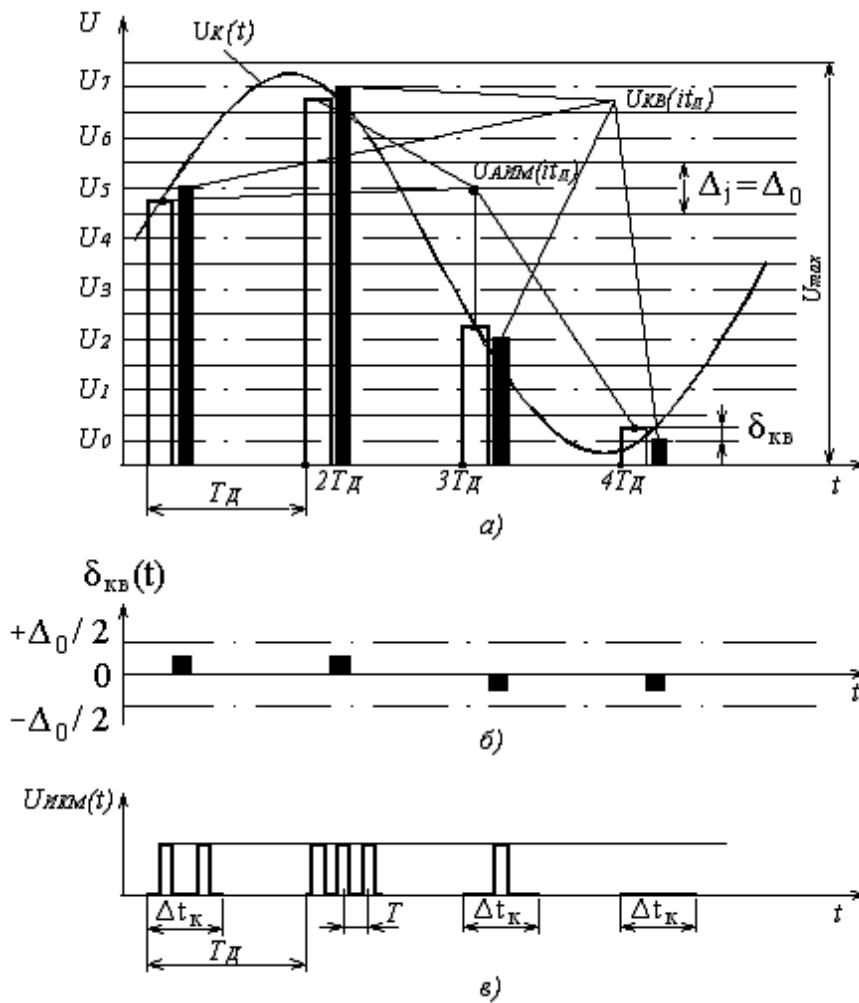 U
Uк(t)
U7
Uкв(itд)
U6
Uаим(itд)
U5
Δj=Δ0
U4
Umax
U3
U2
U1
δкв
U0
2Tд
3Tд
4Tд
t
Tд
а)
δкв(t)
+Δ0/2
0
t
−Δ0/2
б)
Uикм(t)
Δtк
T
Δtк
Δtк
t
Tд
в)